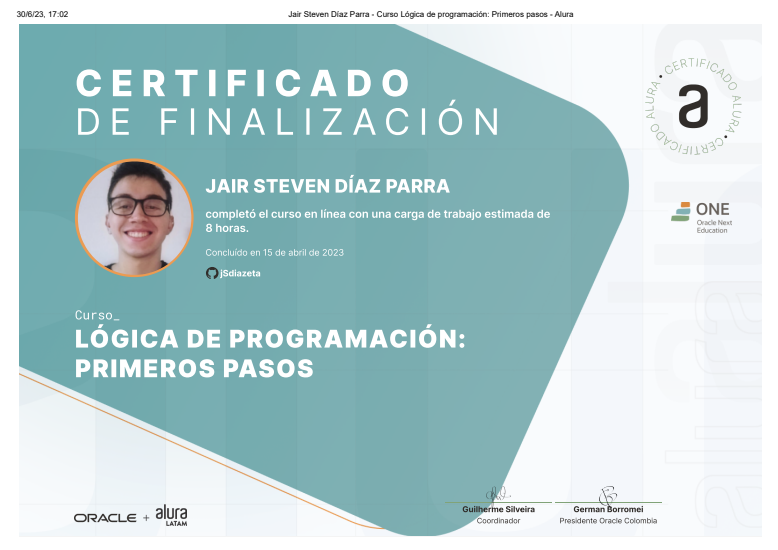 30/6/23, 17:02
Jair Steven Díaz Parra - Curso Lógica de programación: Primeros pasos - Alura
CERTIFICADO
DE FINALIZACIÓN
CERTIFICADO ALURA • CERTIFICADO ALURA •
a
JAIR STEVEN DÍAZ PARRA
completó el curso en línea con una carga de trabajo estimada de
8 horas.
Concluído en 15 de abril de 2023
jSdiazeta
ONE
Oracle Next
Education
Curso_
LÓGICA DE PROGRAMACIÓN:
PRIMEROS PASOS
ORACLE + alura
LATAM
Guilherme Silveira
Coordinador
German Borromei
Presidente Oracle Colombia
alura
alura